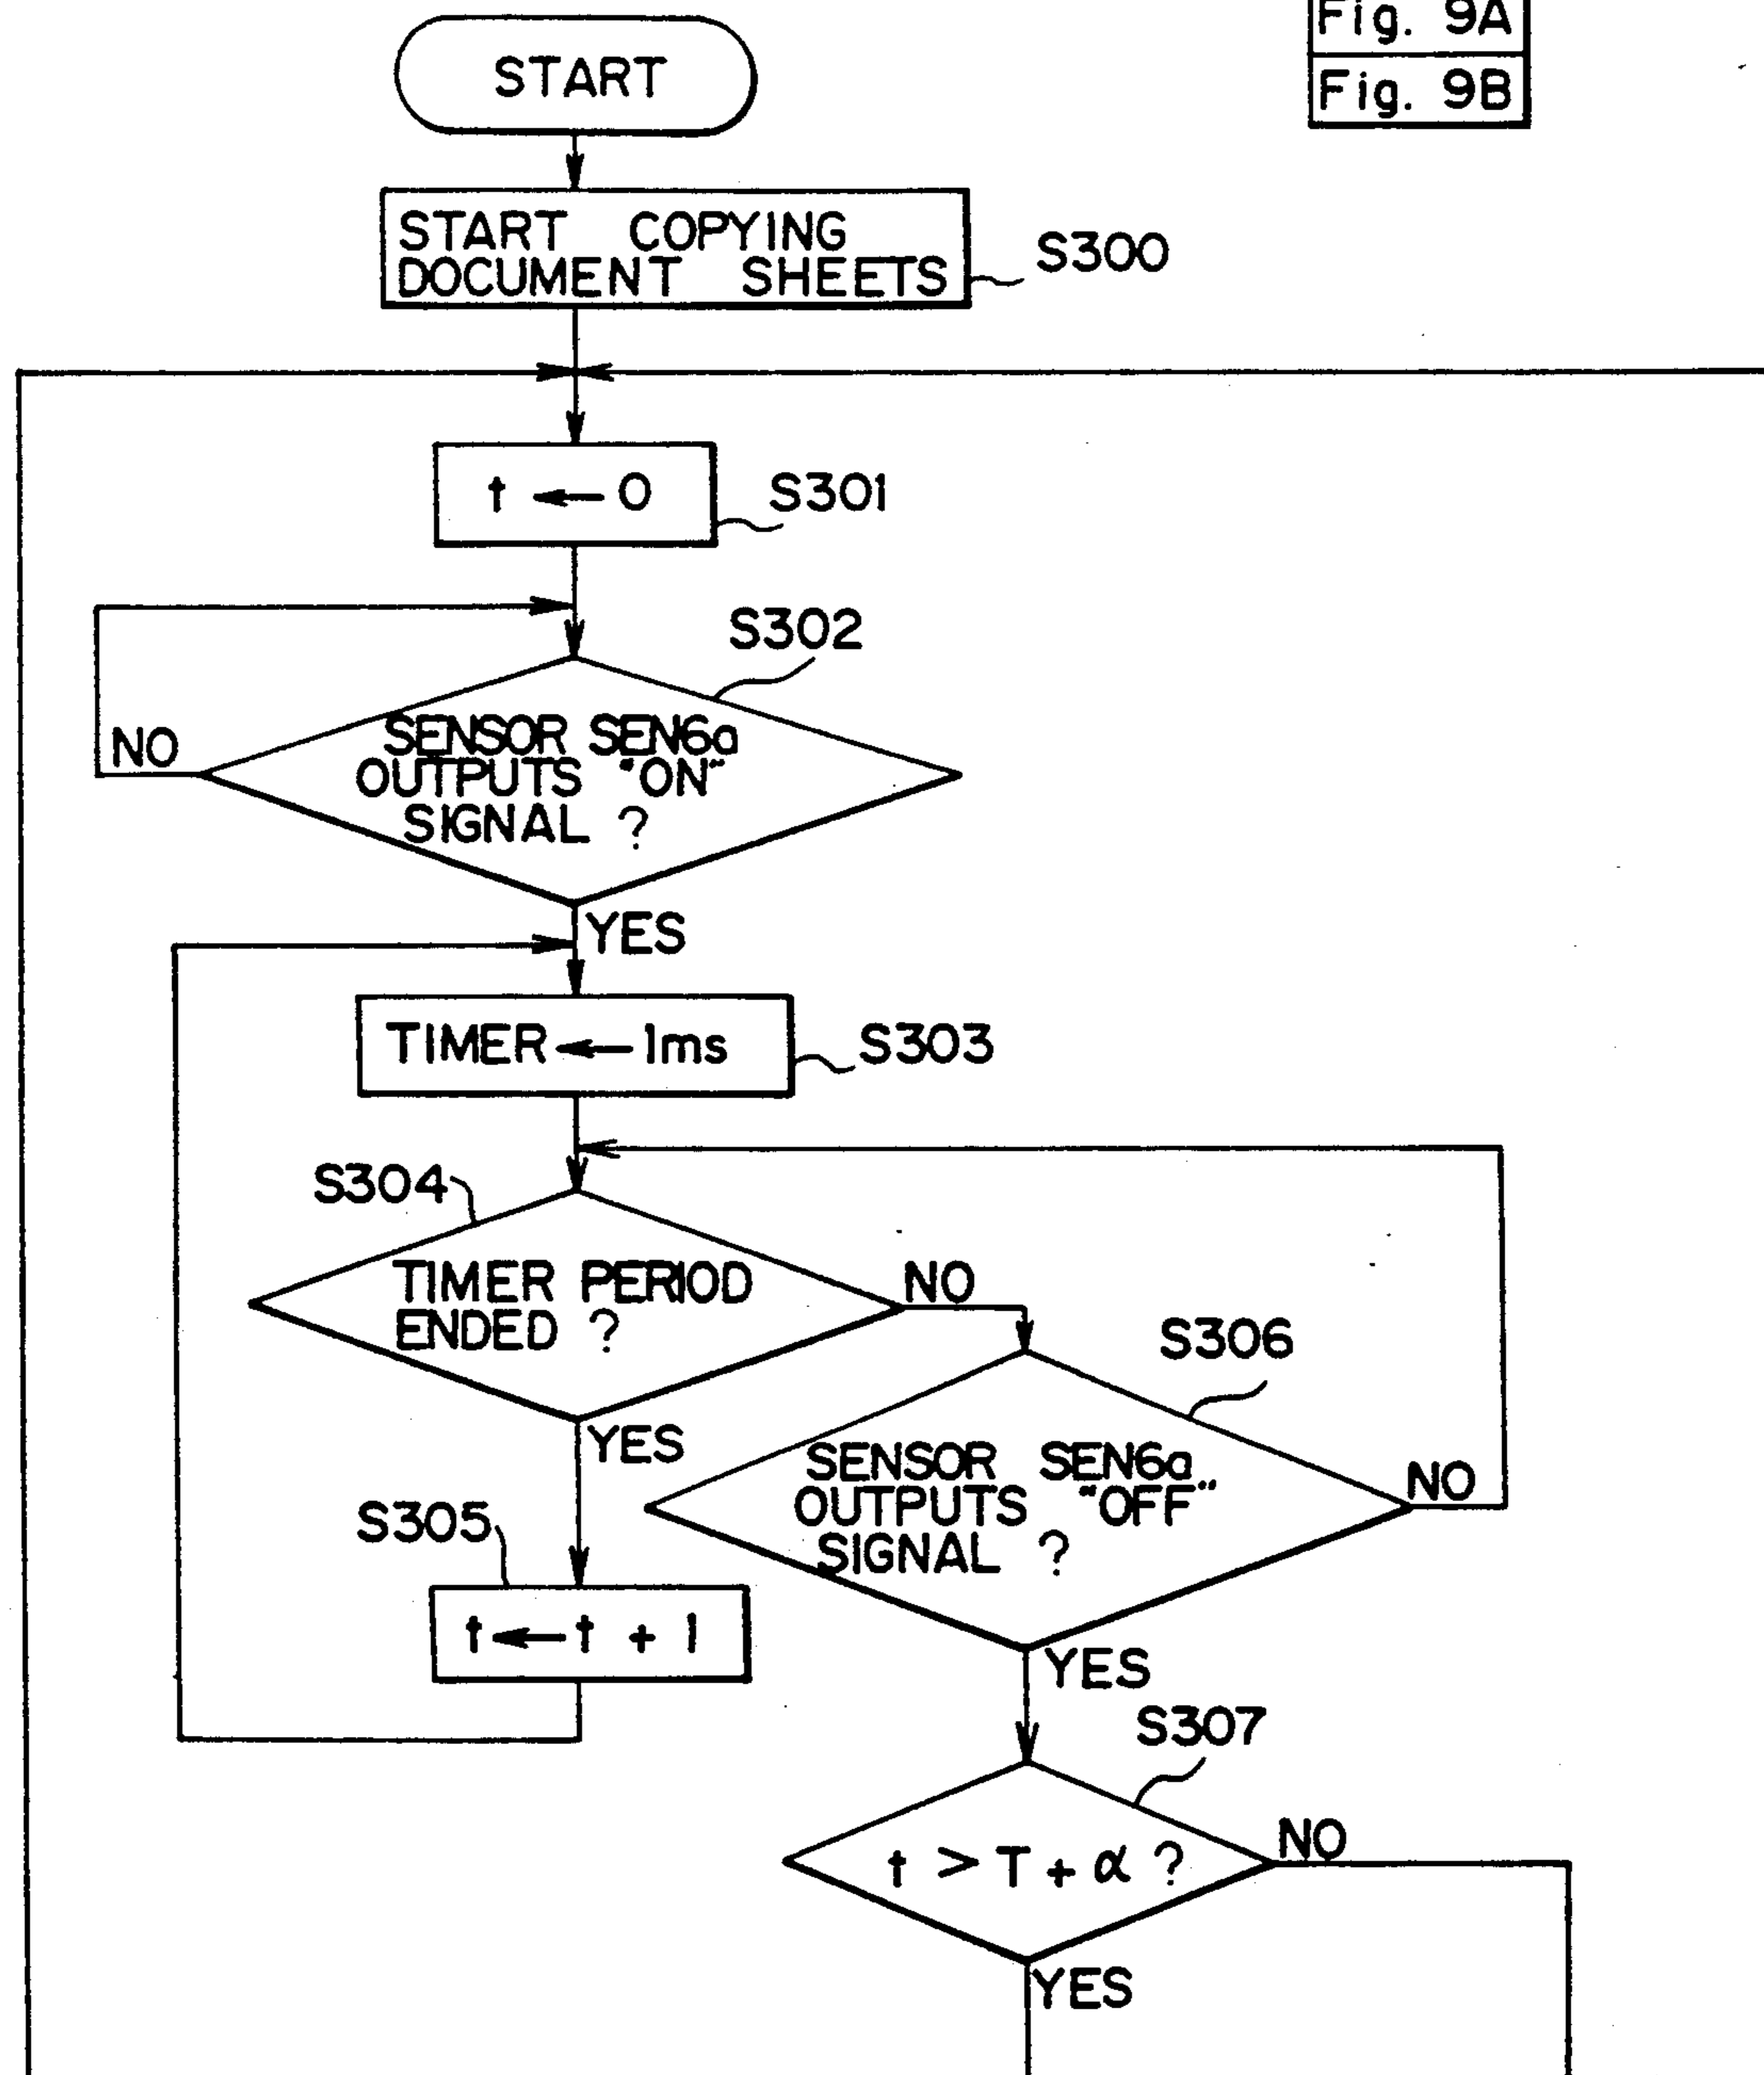 Fig. 9A
Fig. 9B
START
START COPYING
DOCUMENT SHEETS
S300
t ← 0
S301
S302
SENSOR SEN6a
OUTPUTS "ON"
SIGNAL ?
NO
YES
TIMER ← 1ms
S303
S304
TIMER PERIOD
ENDED ?
NO
YES
S306
SENSOR SEN6a
OUTPUTS "OFF"
SIGNAL ?
NO
YES
S305
t ← t + 1
S307
t > T + α ?
NO
YES